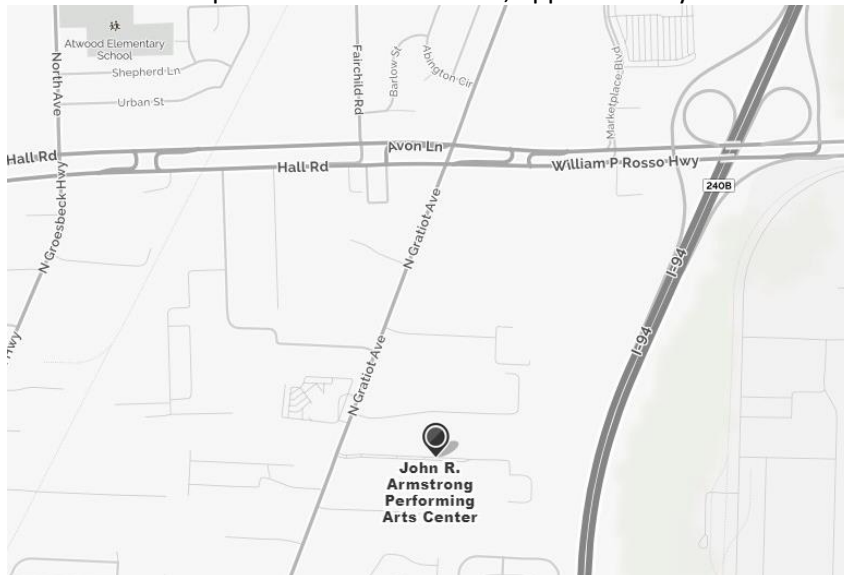 Atwood Elementary
School
Shepherd Ln
Urban St
North Ave
Fairchild Rd
Barlow St
Abington Cir
Marketplace Blvd
Hall Rd
Avon Ln
Hall Rd
William P Rosso Hwy
240B
N Groesbeck Hwy
N Gratiot Ave
I-94
I-94
Hwy
N Gratiot Ave
John R.
Armstrong
Performing
Arts Center